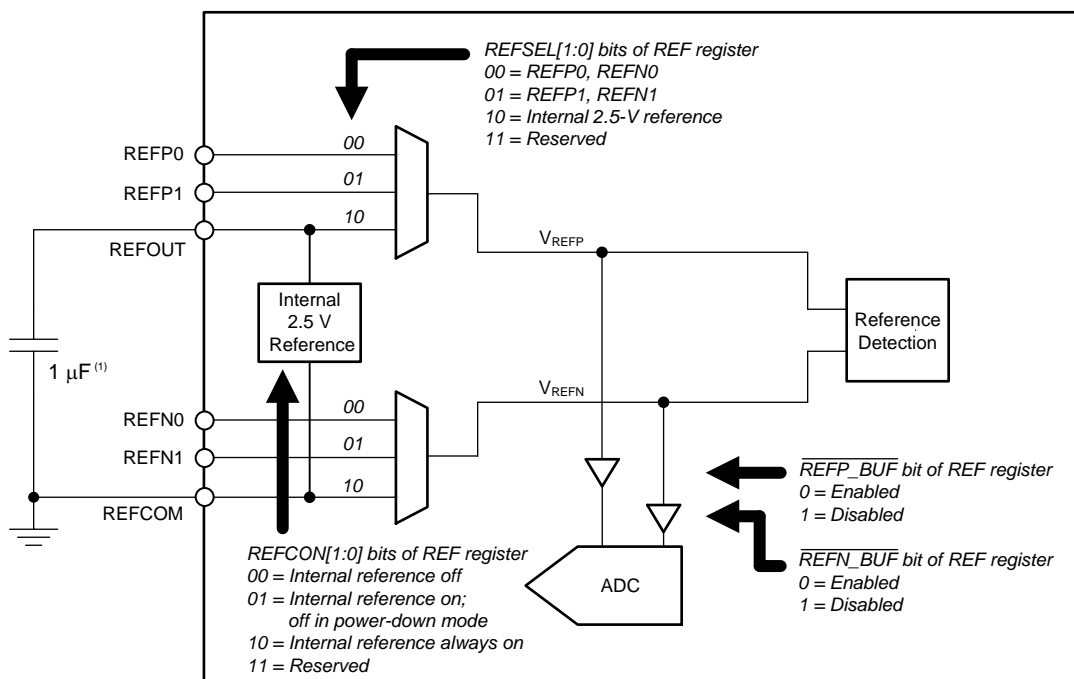 REFSEL[1:0] bits of REF register
00 = REFP0, REFN0
01 = REFP1, REFN1
10 = Internal 2.5-V reference
11 = Reserved
REFP0
00
REFP1
01
REFOUT
10
VREFP
Internal
2.5 V
Reference
Reference
Detection
1 μF (1)
VREFN
REFN0
00
REFN1
01
REFCOM
10
REFP_BUF bit of REF register
0 = Enabled
1 = Disabled
REFN_BUF bit of REF register
0 = Enabled
1 = Disabled
ADC
REFCON[1:0] bits of REF register
00 = Internal reference off
01 = Internal reference on;
off in power-down mode
10 = Internal reference always on
11 = Reserved